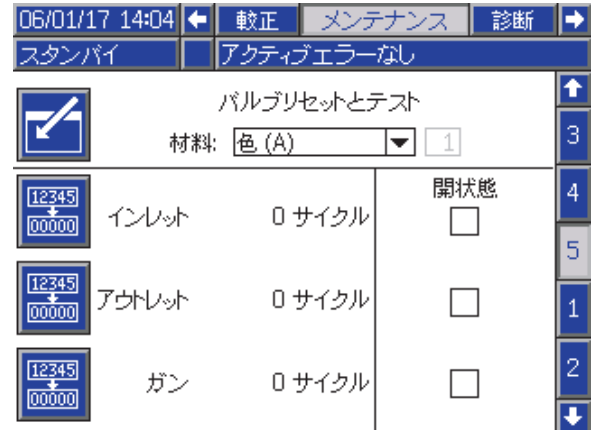 06/01/17 14:04 較正 メンテナンス 診断
スタンバイ アクティブエラーなし
バルブリセットとテスト
材料: 色 (A) 1
開状態
12345 00000 インレット 0 サイクル
12345 00000 アウトレット 0 サイクル
12345 00000 ガン 0 サイクル
3
4
5
1
2